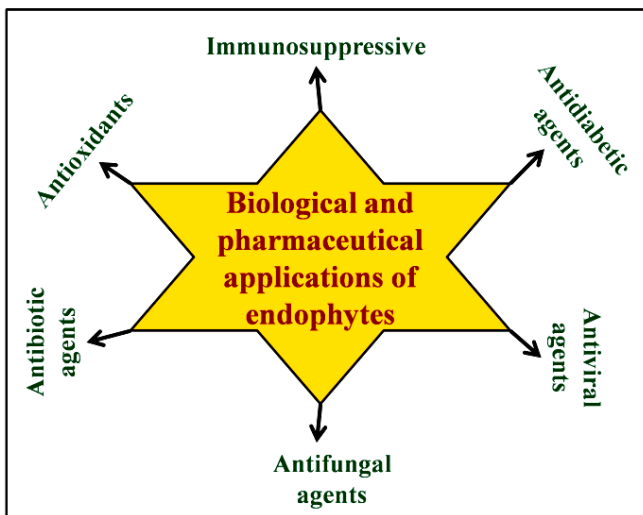 Immunosuppressive
Antidiabetic
agents
Antioxidants
Biological and
pharmaceutical
applications of
endophytes
Antibiotic
agents
Antiviral
agents
Antifungal
agents